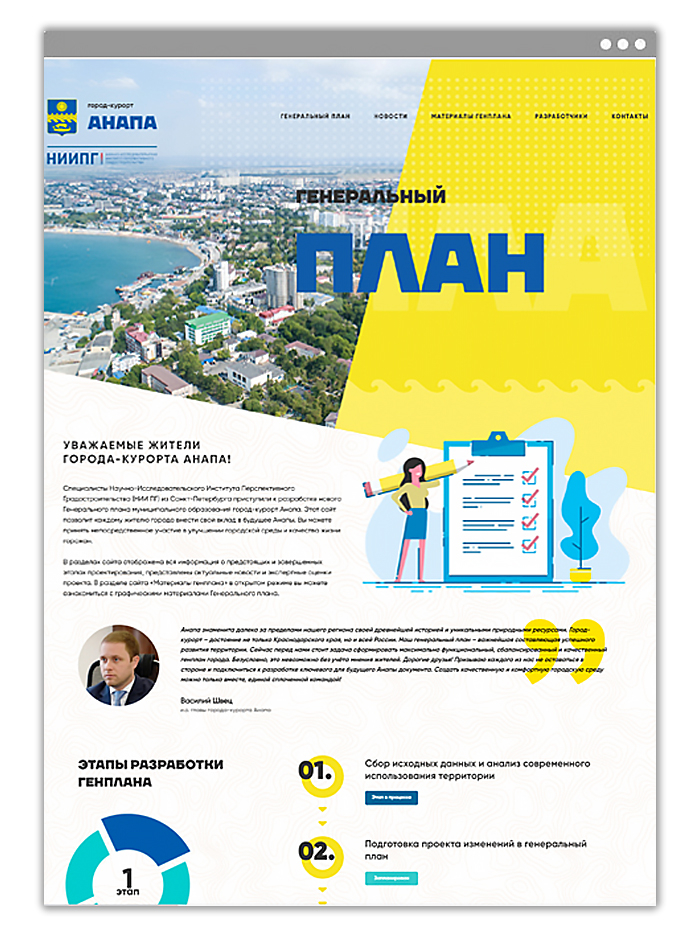 город-курорт
АНАПА
НИИПГ
ГЕНЕРАЛЬНЫЙ ПЛАН НОВОСТИ МАТЕРИАЛЫ ГЕНПЛАНА РАЗРАБОТЧИКИ КОНТАКТЫ
ГЕНЕРАЛЬНЫЙ
ПЛАН
УВАЖАЕМЫЕ ЖИТЕЛИ
ГОРОДА-КУРОРТА АНАПА!
Специалисты Научно-Исследовательского Института Перспективного
Градостроительства (НИИ ПГ) из Санкт-Петербурга приступили к разработке нового
Генерального плана муниципального образования город-курорт Анапа. Этот сайт
позволит каждому жителю города внести свой вклад в будущее Анапы. Вы можете
принять непосредственное участие в улучшении городской среды и качества жизни
горожан.
В разделах сайта отображена вся информация о предстоящих и завершенных
этапах проектирования, представлены актуальные новости и экспертные оценки
проекта. В разделе сайта «Материалы генплана» в открытом режиме вы можете
ознакомиться с графическими материалами Генерального плана.
Анапа знаменита далеко за пределами нашего региона своей древнейшей историей и уникальными природными ресурсами. Город-
курорт – достояние не только Краснодарского края, но и всей России. Наш генеральный план – важнейшая составляющая успешного
развития территории. Сейчас перед нами стоит задача сформировать максимально функциональный, сбалансированный и качественный
генплан города. Безусловно, это невозможно без учёта мнения жителей. Дорогие друзья! Призываю каждого из нас не оставаться в
стороне и подключиться к разработке ключевого для будущего Анапы документа. Создать качественную и комфортную городскую среду
можно только вместе, единой сплоченной командой!
Василий Швец
и.о. главы города-курорта Анапа
ЭТАПЫ РАЗРАБОТКИ
ГЕНПЛАНА
1
этап
01.
Сбор исходных данных и анализ современного
использования территории
Этап в процессе
02.
Подготовка проекта изменений в генеральный
план
Запланирован